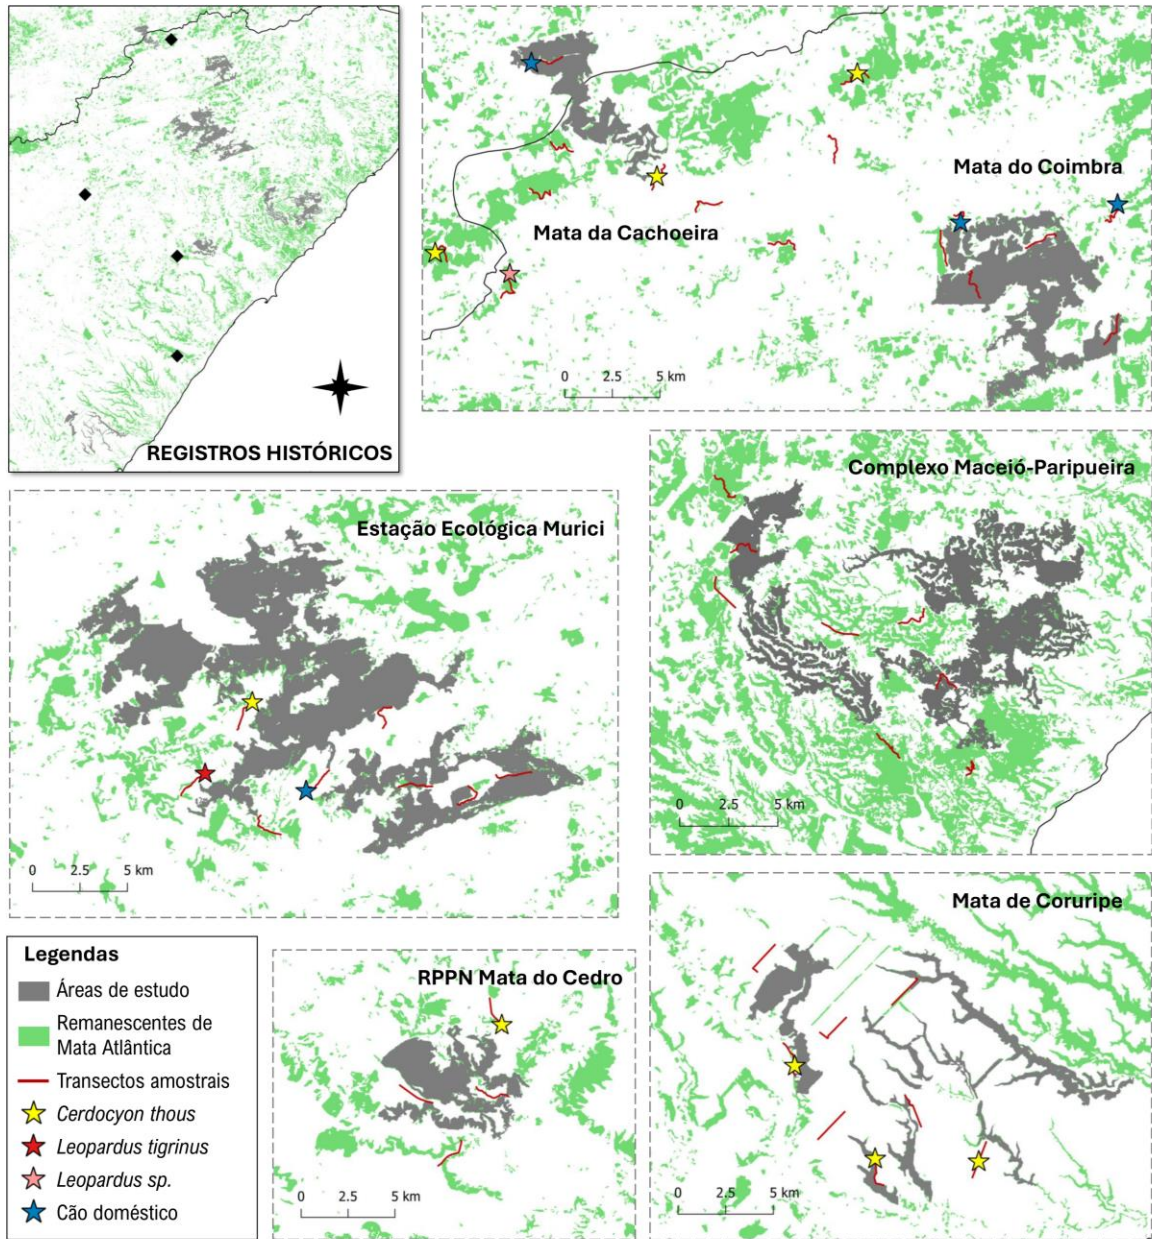 REGISTROS HISTÓRICOS
Mata do Coimbra
Mata da Cachoeira
0 2.5 5 km
Complexo Maceió-Paripueira
0 2.5 5 km
Estação Ecológica Murici
0 2.5 5 km
Mata de Coruripe
0 2.5 5 km
RPPN Mata do Cedro
0 2.5 5 km
Legendas
Áreas de estudo
Remanescentes de
Mata Atlântica
Transectos amostrais
Cerdocyon thous
Leopardus tigrinus
Leopardus sp.
Cão doméstico